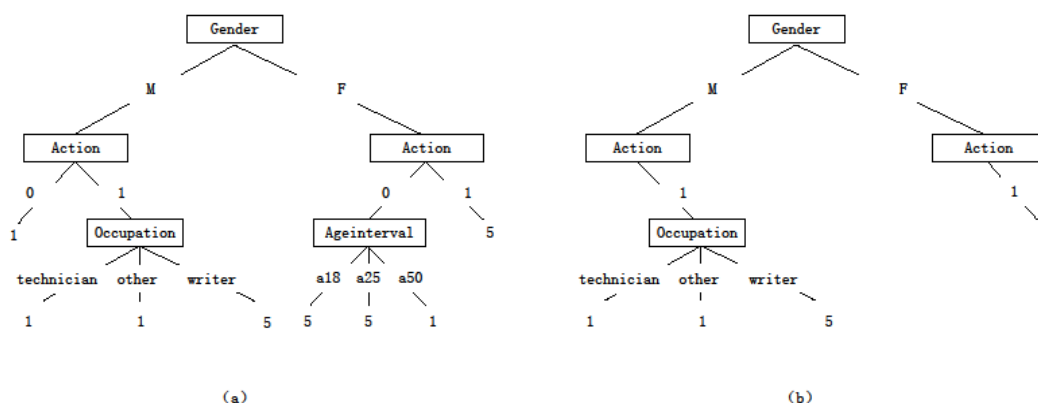 Gender Gender
M F M F
Action Action Action Action
0 1 0 1 1 1
1 Occupation Ageinterval 5 Occupation
technician other writer a18 a25 a50 technician other writer
1 1 5 5 5 1 1 1 5
(a) (b)